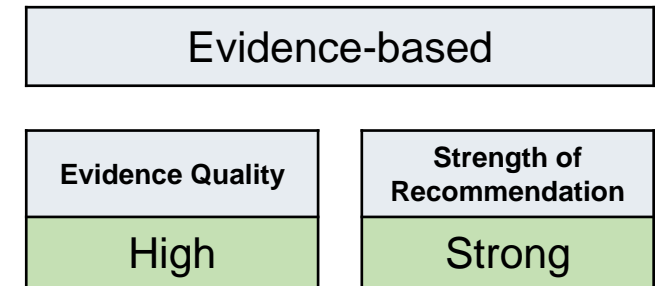 Evidence-based
Evidence Quality
Strength of
Recommendation
High
Strong